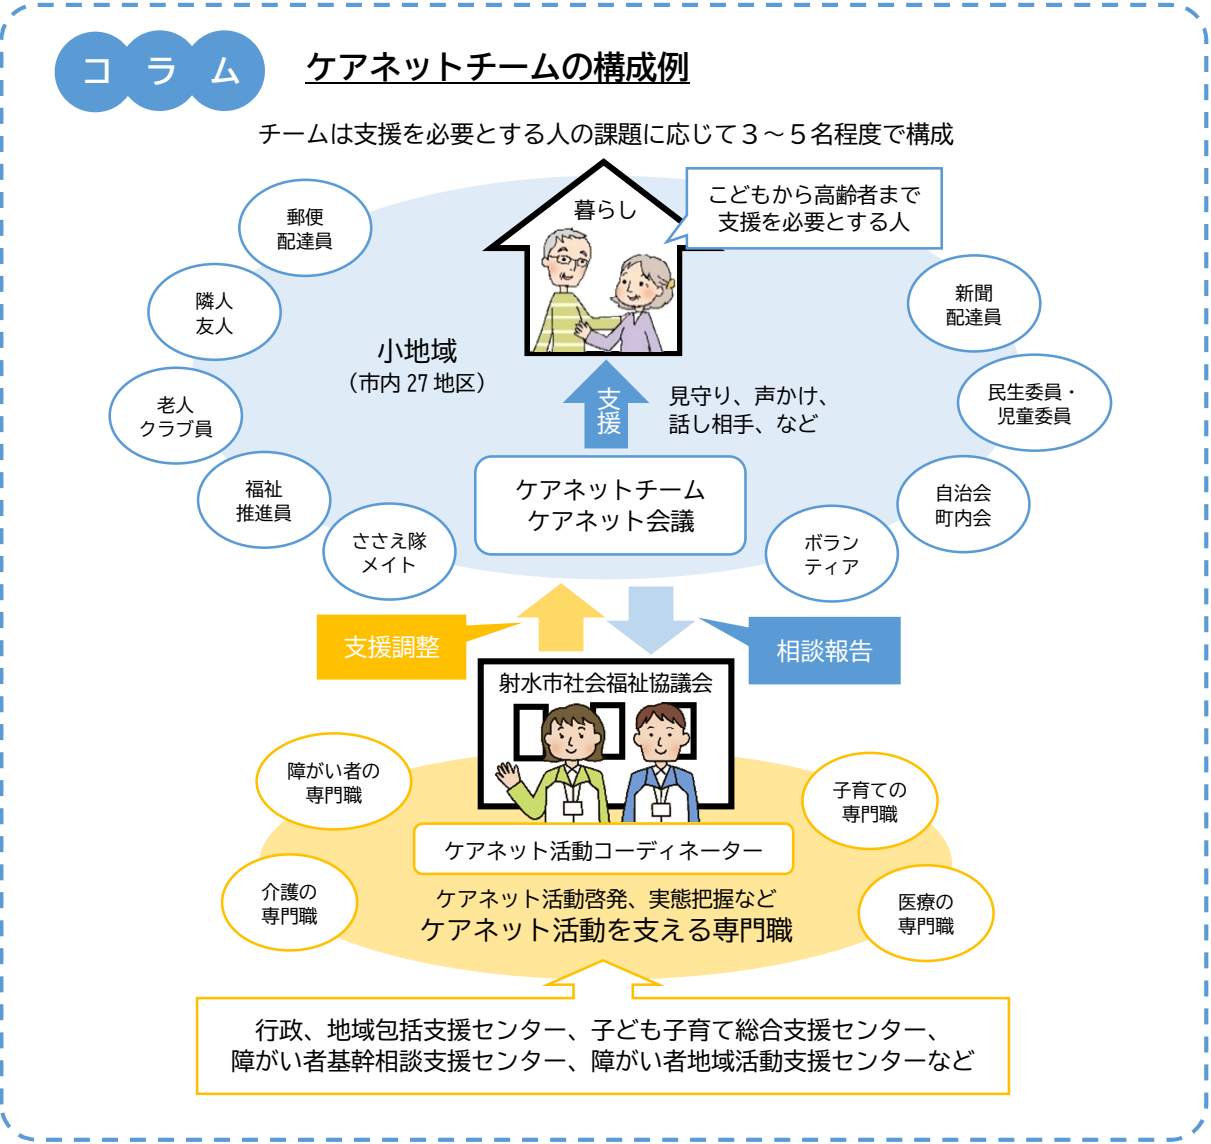 コラム
ケアネットチームの構成例
チームは支援を必要とする人の課題に応じて３～５名程度で構成
暮らし
こどもから高齢者まで
支援を必要とする人
郵便
配達員
隣人
友人
老人
クラブ員
福祉
推進員
ささえ隊
メイト
小地域
（市内 27 地区）
支援
見守り、声かけ、
話し相手、など
新聞
配達員
民生委員・
児童委員
自治会
町内会
ボラン
ティア
ケアネットチーム
ケアネット会議
支援調整
相談報告
射水市社会福祉協議会
障がい者の
専門職
介護の
専門職
子育ての
専門職
医療の
専門職
ケアネット活動コーディネーター
ケアネット活動啓発、実態把握など
ケアネット活動を支える専門職
行政、地域包括支援センター、子ども子育て総合支援センター、
障がい者基幹相談支援センター、障がい者地域活動支援センターなど